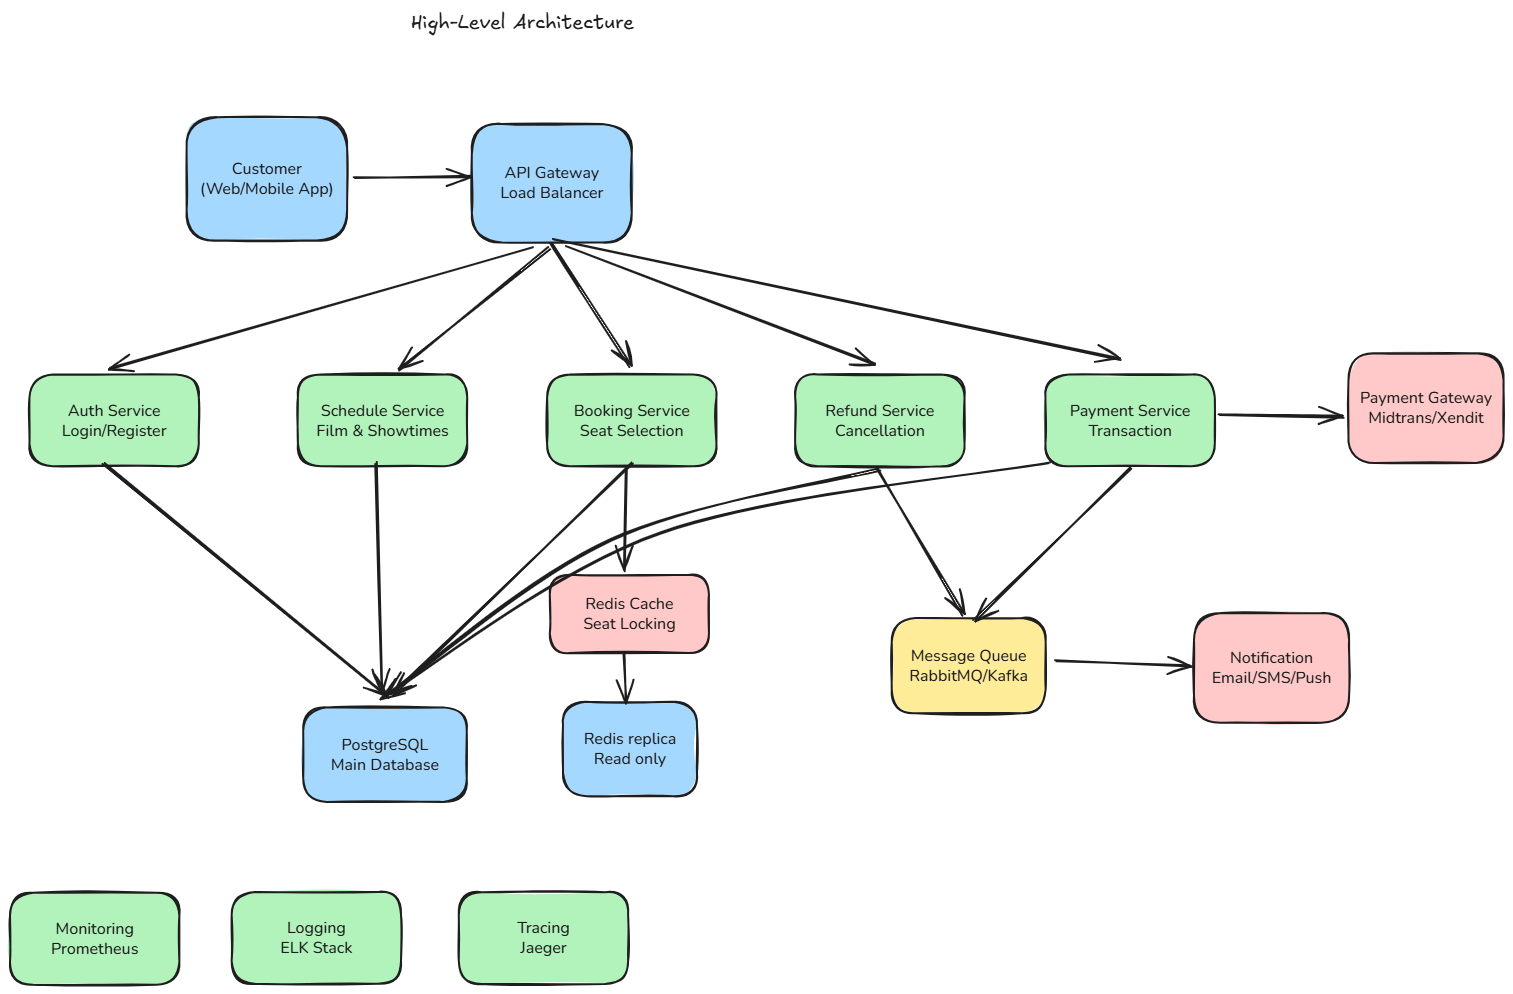 High-Level Architecture
Customer
(Web/Mobile App)
API Gateway
Load Balancer
Auth Service
Login/Register
Schedule Service
Film & Showtimes
Booking Service
Seat Selection
Refund Service
Cancellation
Payment Service
Transaction
Payment Gateway
Midtrans/Xendit
Redis Cache
Seat Locking
Message Queue
RabbitMQ/Kafka
Notification
Email/SMS/Push
PostgreSQL
Main Database
Redis replica
Read only
Monitoring
Prometheus
Logging
ELK Stack
Tracing
Jaeger